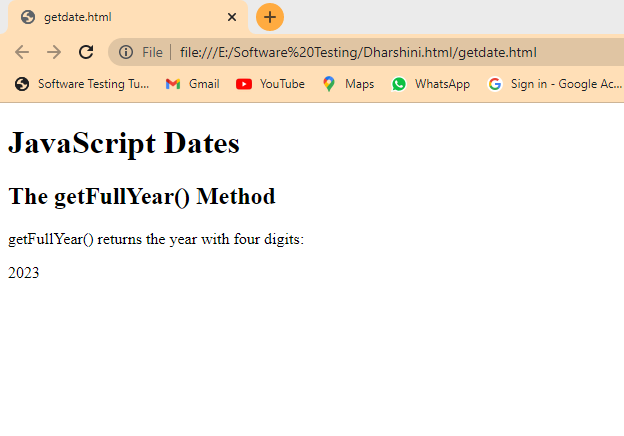 getdate.html
File | file:///E:/Software%20Testing/Dharshini.html/getdate.html
Software Testing Tu... Gmail YouTube Maps WhatsApp Sign in - Google Ac...
JavaScript Dates
The getFullYear() Method
getFullYear() returns the year with four digits:
2023